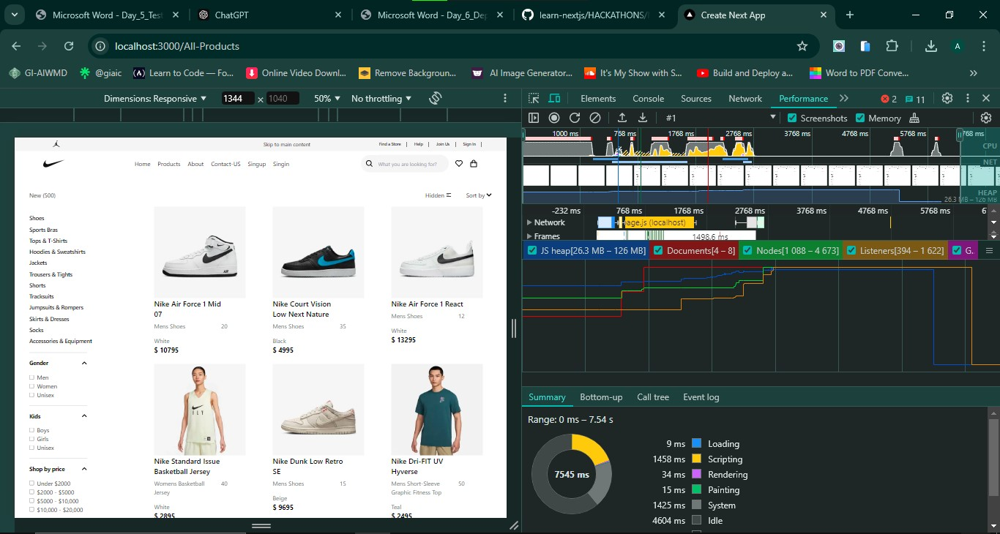 Microsoft Word - Day_5_Test
ChatGPT
Microsoft Word - Day_6_Dep
learn-nextjs/HACKATHONS/
Create Next App
localhost:3000/All-Products
A
GI-AIWMD
@giaic
Learn to Code — Fo...
Online Video Downl...
Remove Backgroun...
AI Image Generator...
It's My Show with S...
Build and Deploy a...
Word to PDF Conve...
Dimensions: Responsive
1344 x 1040
50%
No throttling
Elements
Console
Sources
Network
Performance
2
11
#1
Screenshots
Memory
1000 ms
768 ms
1768 ms
2768 ms
3768 ms
4768 ms
5768 ms
768 ms
CPU
NET
HEAP
26.3 MB – 126 MB
-232 ms
768 ms
1768 ms
2768 ms
3768 ms
4768 ms
5768 ms
Network
age.js (localhost)
Frames
1498.6 ms
JS heap[26.3 MB – 126 MB]
Documents[4 – 8]
Nodes[1 088 – 4 673]
Listeners[394 – 1 622]
G.
Summary
Bottom-up
Call tree
Event log
Range: 0 ms – 7.54 s
7545 ms
9 ms Loading
1458 ms Scripting
34 ms Rendering
15 ms Painting
1425 ms System
4604 ms Idle
Skip to main content
Find a Store |
Help |
Join Us |
Sign In |
Home
Products
About
Contact-US
Singup
Singin
What you are looking for?
New (500)
Hidden
Sort by
Shoes
Sports Bras
Tops & T-Shirts
Hoodies & Sweatshirts
Jackets
Trousers & Tights
Shorts
Tracksuits
Jumpsuits & Rompers
Skirts & Dresses
Socks
Accessories & Equipment
Gender
Men
Women
Unisex
Kids
Boys
Girls
Unisex
Shop by price
Under $2000
$2000 - $5000
$5000 - $10,000
$10,000 - $20,000
Nike Air Force 1 Mid
07
Mens Shoes 20
White
$ 10795
Nike Court Vision
Low Next Nature
Mens Shoes 35
Black
$ 4995
Nike Air Force 1 React
Mens Shoes 12
White
$ 13295
Nike Standard Issue
Basketball Jersey
Womens Basketball 40
Jersey
White
$ 2895
Nike Dunk Low Retro
SE
Mens Shoes 15
Beige
$ 9695
Nike Dri-FIT UV
Hyverse
Mens Short-Sleeve 50
Graphic Fitness Top
Teal
$ 2495